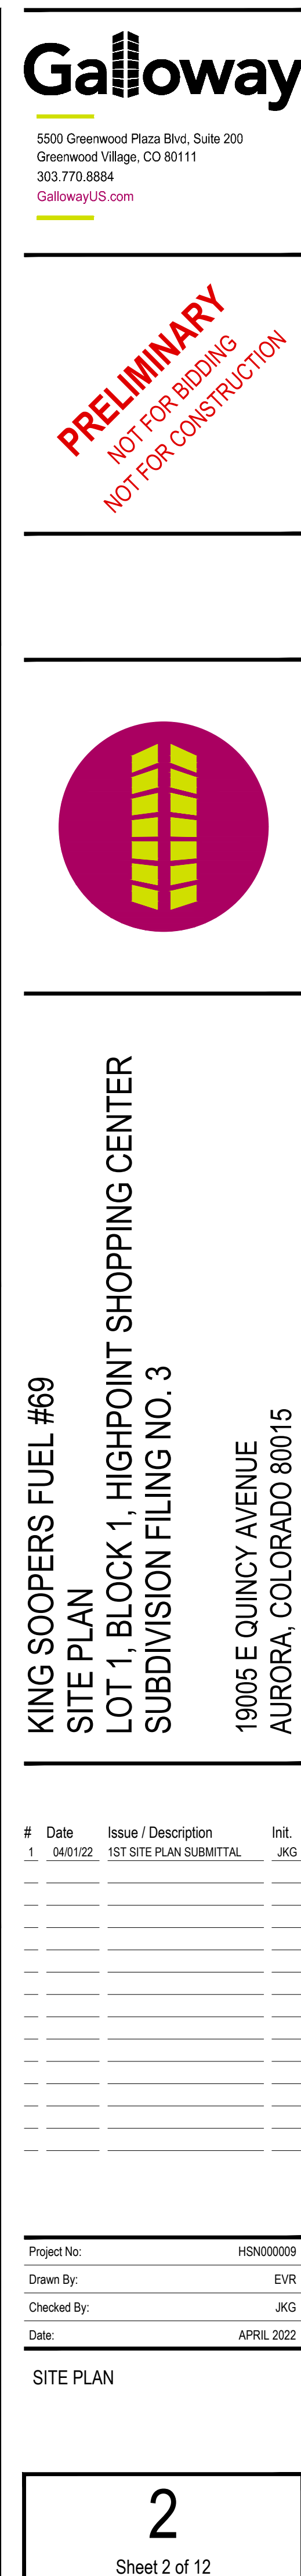 Galloway
5500 Greenwood Plaza Blvd, Suite 200
Greenwood Village, CO 80111
303.770.8884
GallowayUS.com
PRELIMINARY
NOT FOR BIDDING
NOT FOR CONSTRUCTION
KING SOOPERS FUEL #69
SITE PLAN
LOT 1, BLOCK 1, HIGHPOINT SHOPPING CENTER
SUBDIVISION FILING NO. 3
19005 E QUINCY AVENUE
AURORA, COLORADO 80015
# Date Issue / Description Init.
1 04/01/22 1ST SITE PLAN SUBMITTAL JKG
Project No: HSN000009
Drawn By: EVR
Checked By: JKG
Date: APRIL 2022
SITE PLAN
2
Sheet 2 of 12